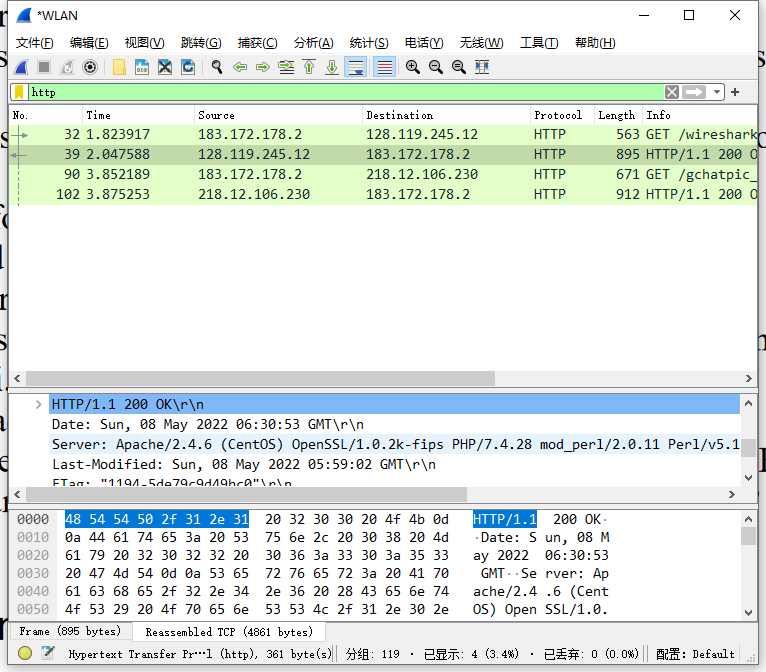 *WLAN
文件(F) 编辑(E) 视图(V) 跳转(G) 捕获(C) 分析(A) 统计(S) 电话(Y) 无线(W) 工具(T) 帮助(H)
http
No. Time Source Destination Protocol Length Info
32 1.823917 183.172.178.2 128.119.245.12 HTTP 563 GET /wireshark
39 2.047588 128.119.245.12 183.172.178.2 HTTP 895 HTTP/1.1 200 O
90 3.852189 183.172.178.2 218.12.106.230 HTTP 671 GET /gchatpic_
102 3.875253 218.12.106.230 183.172.178.2 HTTP 912 HTTP/1.1 200 O
HTTP/1.1 200 OK\r\n
Date: Sun, 08 May 2022 06:30:53 GMT\r\n
Server: Apache/2.4.6 (CentOS) OpenSSL/1.0.2k-fips PHP/7.4.28 mod_perl/2.0.11 Perl/v5.1
Last-Modified: Sun, 08 May 2022 05:59:02 GMT\r\n
ETag: "1194-5de79c9d49bc0"\r\n
0000 48 54 54 50 2f 31 2e 31 20 32 30 30 20 4f 4b 0d HTTP/1.1 200 OK·
0010 0a 44 61 74 65 3a 20 53 75 6e 2c 20 30 38 20 4d ·Date: S un, 08 M
0020 61 79 20 32 30 32 32 20 30 36 3a 33 30 3a 35 33 ay 2022 06:30:53
0030 20 47 4d 54 0d 0a 53 65 72 76 65 72 3a 20 41 70 GMT··Se rver: Ap
0040 61 63 68 65 2f 32 2e 34 2e 36 20 28 43 65 6e 74 ache/2.4 .6 (Cent
0050 4f 53 29 20 4f 70 65 6e 53 53 4c 2f 31 2e 30 2e OS) Open SSL/1.0.
Frame (895 bytes) Reassembled TCP (4861 bytes)
Hypertext Transfer Pr···l (http), 361 byte(s) 分组: 119 · 已显示: 4 (3.4%) · 已丢弃: 0 (0.0%) 配置: Default